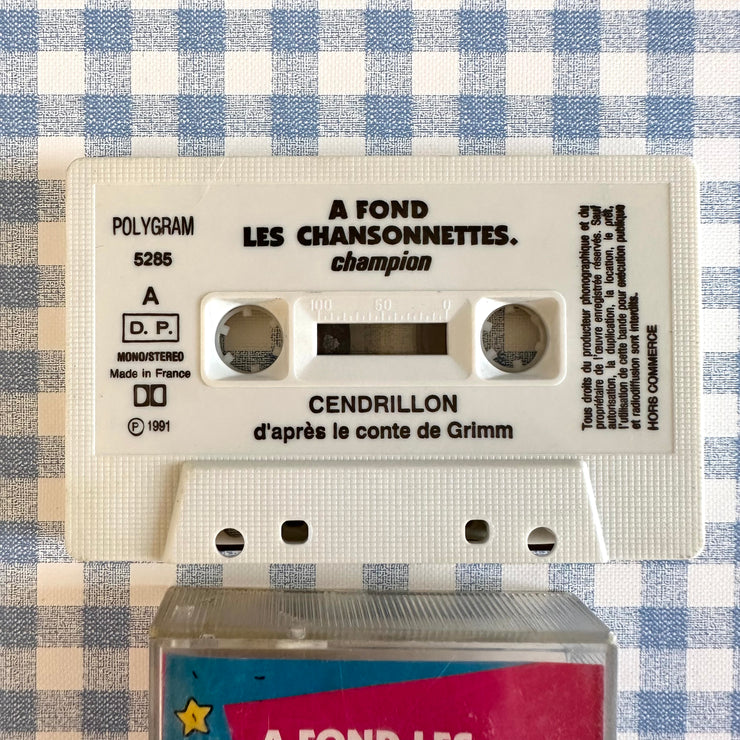 POLYGRAM
5285
A
D. P.
MONO/STEREO
Made in France
Ⓟ 1991
A FOND
LES CHANSONNETTES.
champion
100 50 0
CENDRILLON
d'après le conte de Grimm
Tous droits du producteur phonographique et du
propriétaire de l'œuvre enregistrée réservés. Sauf
autorisation, la duplication, la location, le prêt,
l'utilisation de cette bande pour exécution publique
et radiodiffusion sont interdits.
HORS COMMERCE
A FOND LES